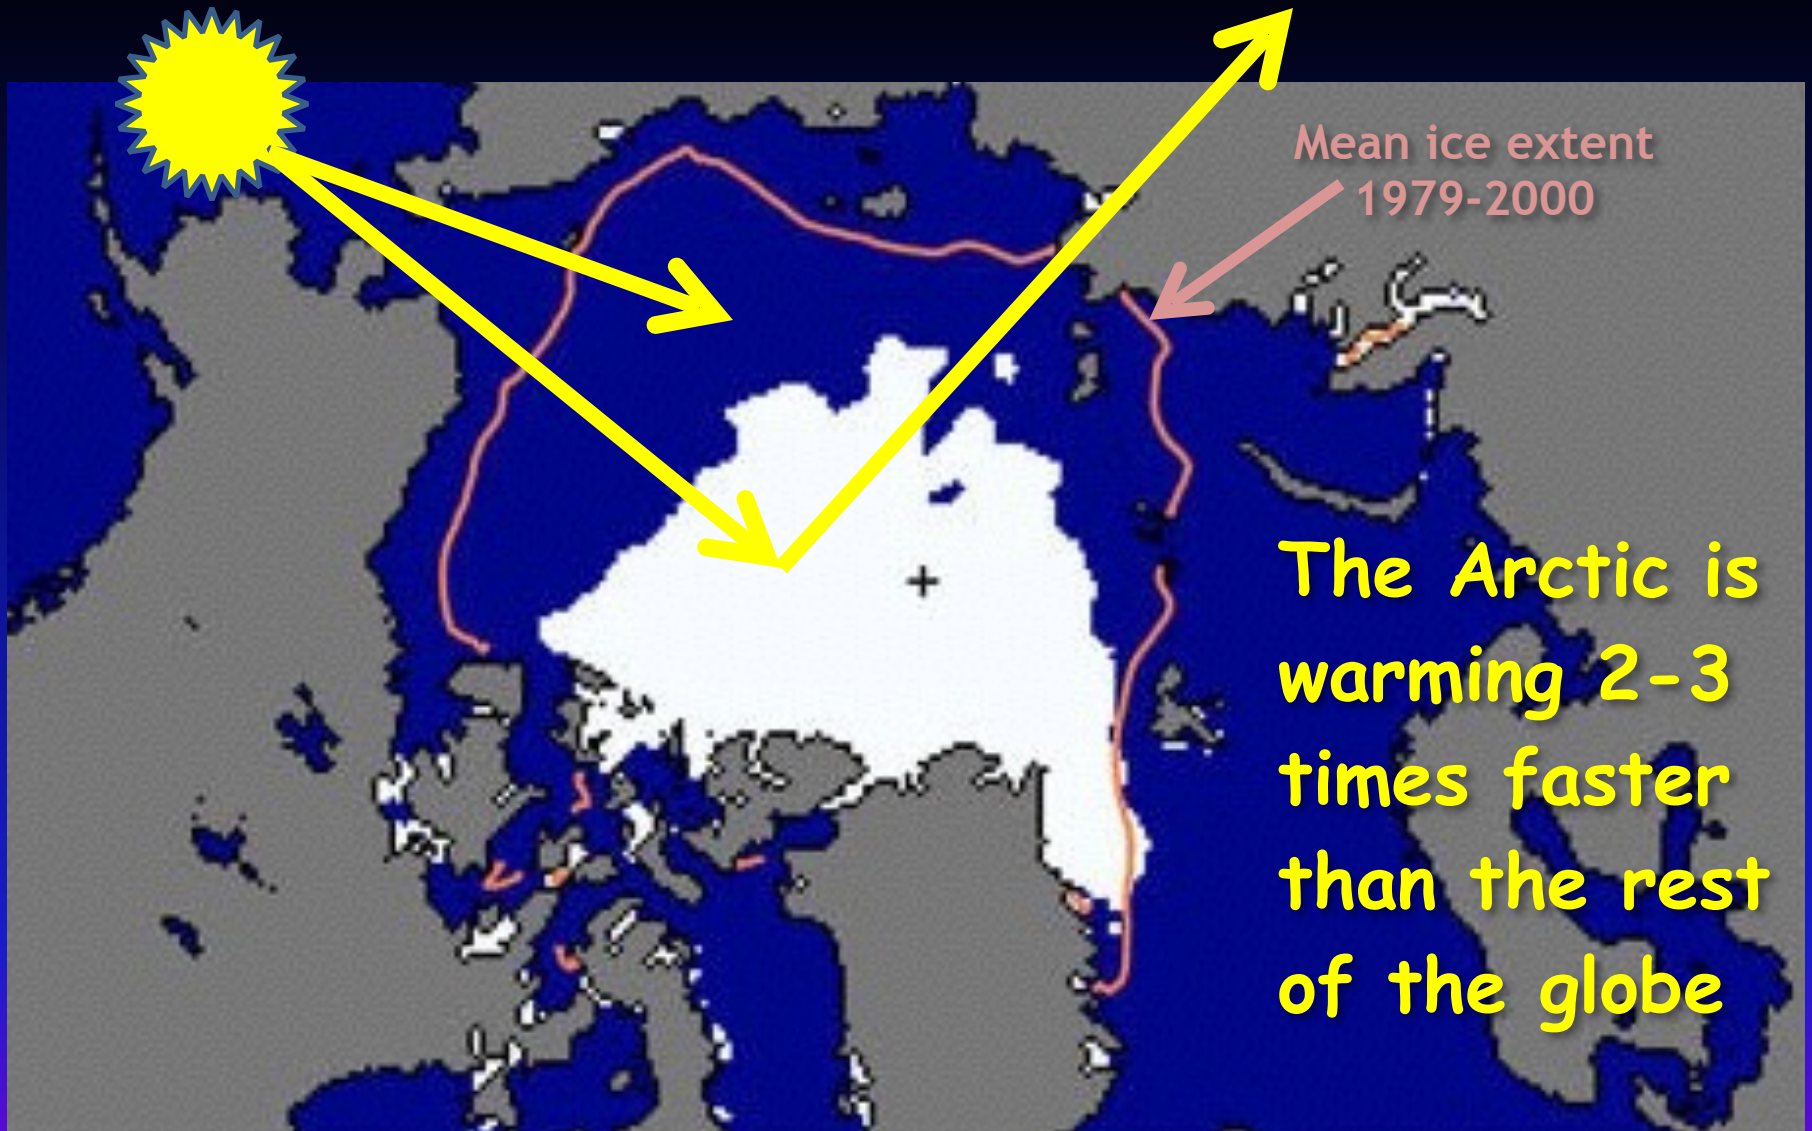 Mean ice extent
1979-2000
The Arctic is
warming 2-3
times faster
than the rest
of the globe